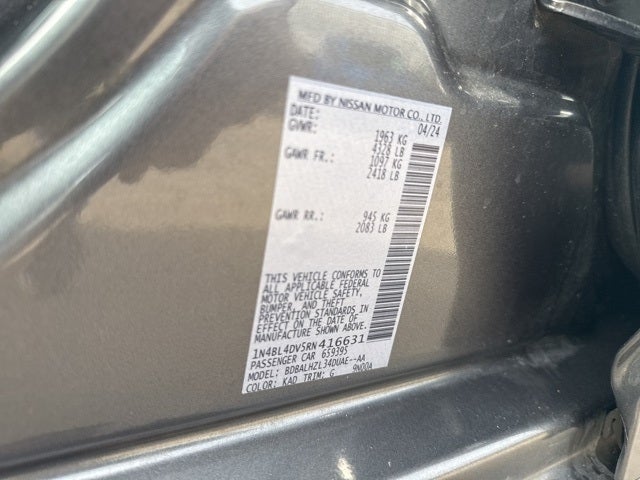 MFD BY NISSAN MOTOR CO., LTD.
DATE: 04/24
GVWR: 1963 KG
4328 LB
GAWR FR.: 1097 KG
2418 LB
GAWR RR.: 945 KG
2083 LB
THIS VEHICLE CONFORMS TO
ALL APPLICABLE FEDERAL
MOTOR VEHICLE SAFETY,
BUMPER, AND THEFT
PREVENTION STANDARDS IN
EFFECT ON THE DATE OF
MANUFACTURE SHOWN ABOVE.
1N4BL4DV5RN416631
PASSENGER CAR 659395
MODEL: BDBALHZL34DUAE--AA
COLOR: KAD TRIM: G 9N00A